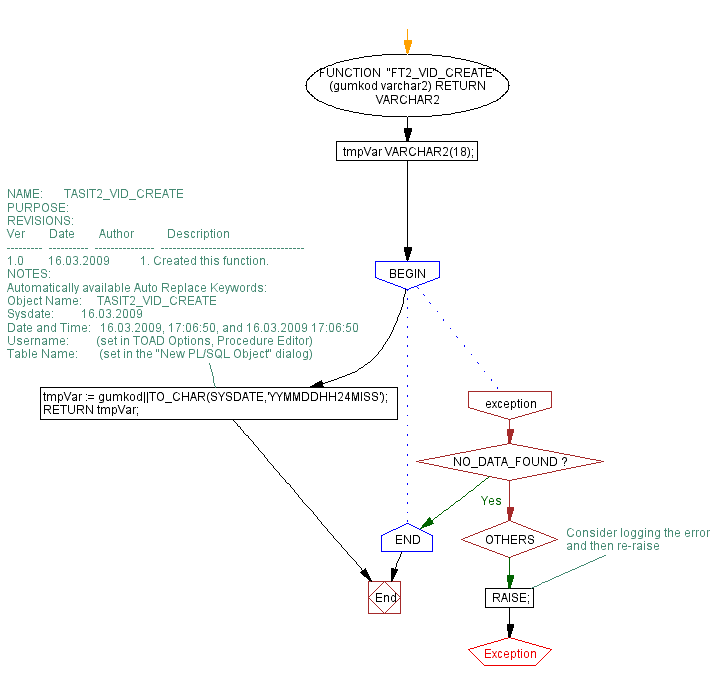 FUNCTION "FT2_VID_CREATE"
(gumkod varchar2) RETURN
VARCHAR2
tmpVar VARCHAR2(18);
NAME: TASIT2_VID_CREATE
PURPOSE:
REVISIONS:
Ver Date Author Description
--------- ---------- --------------- ------------------------------------
1.0 16.03.2009 1. Created this function.
NOTES:
Automatically available Auto Replace Keywords:
Object Name: TASIT2_VID_CREATE
Sysdate: 16.03.2009
Date and Time: 16.03.2009, 17:06:50, and 16.03.2009 17:06:50
Username: (set in TOAD Options, Procedure Editor)
Table Name: (set in the "New PL/SQL Object" dialog)
BEGIN
tmpVar := gumkod||TO_CHAR(SYSDATE,'YYMMDDHH24MISS');
RETURN tmpVar;
exception
NO_DATA_FOUND ?
Yes
END
OTHERS
Consider logging the error
and then re-raise
End
RAISE;
Exception